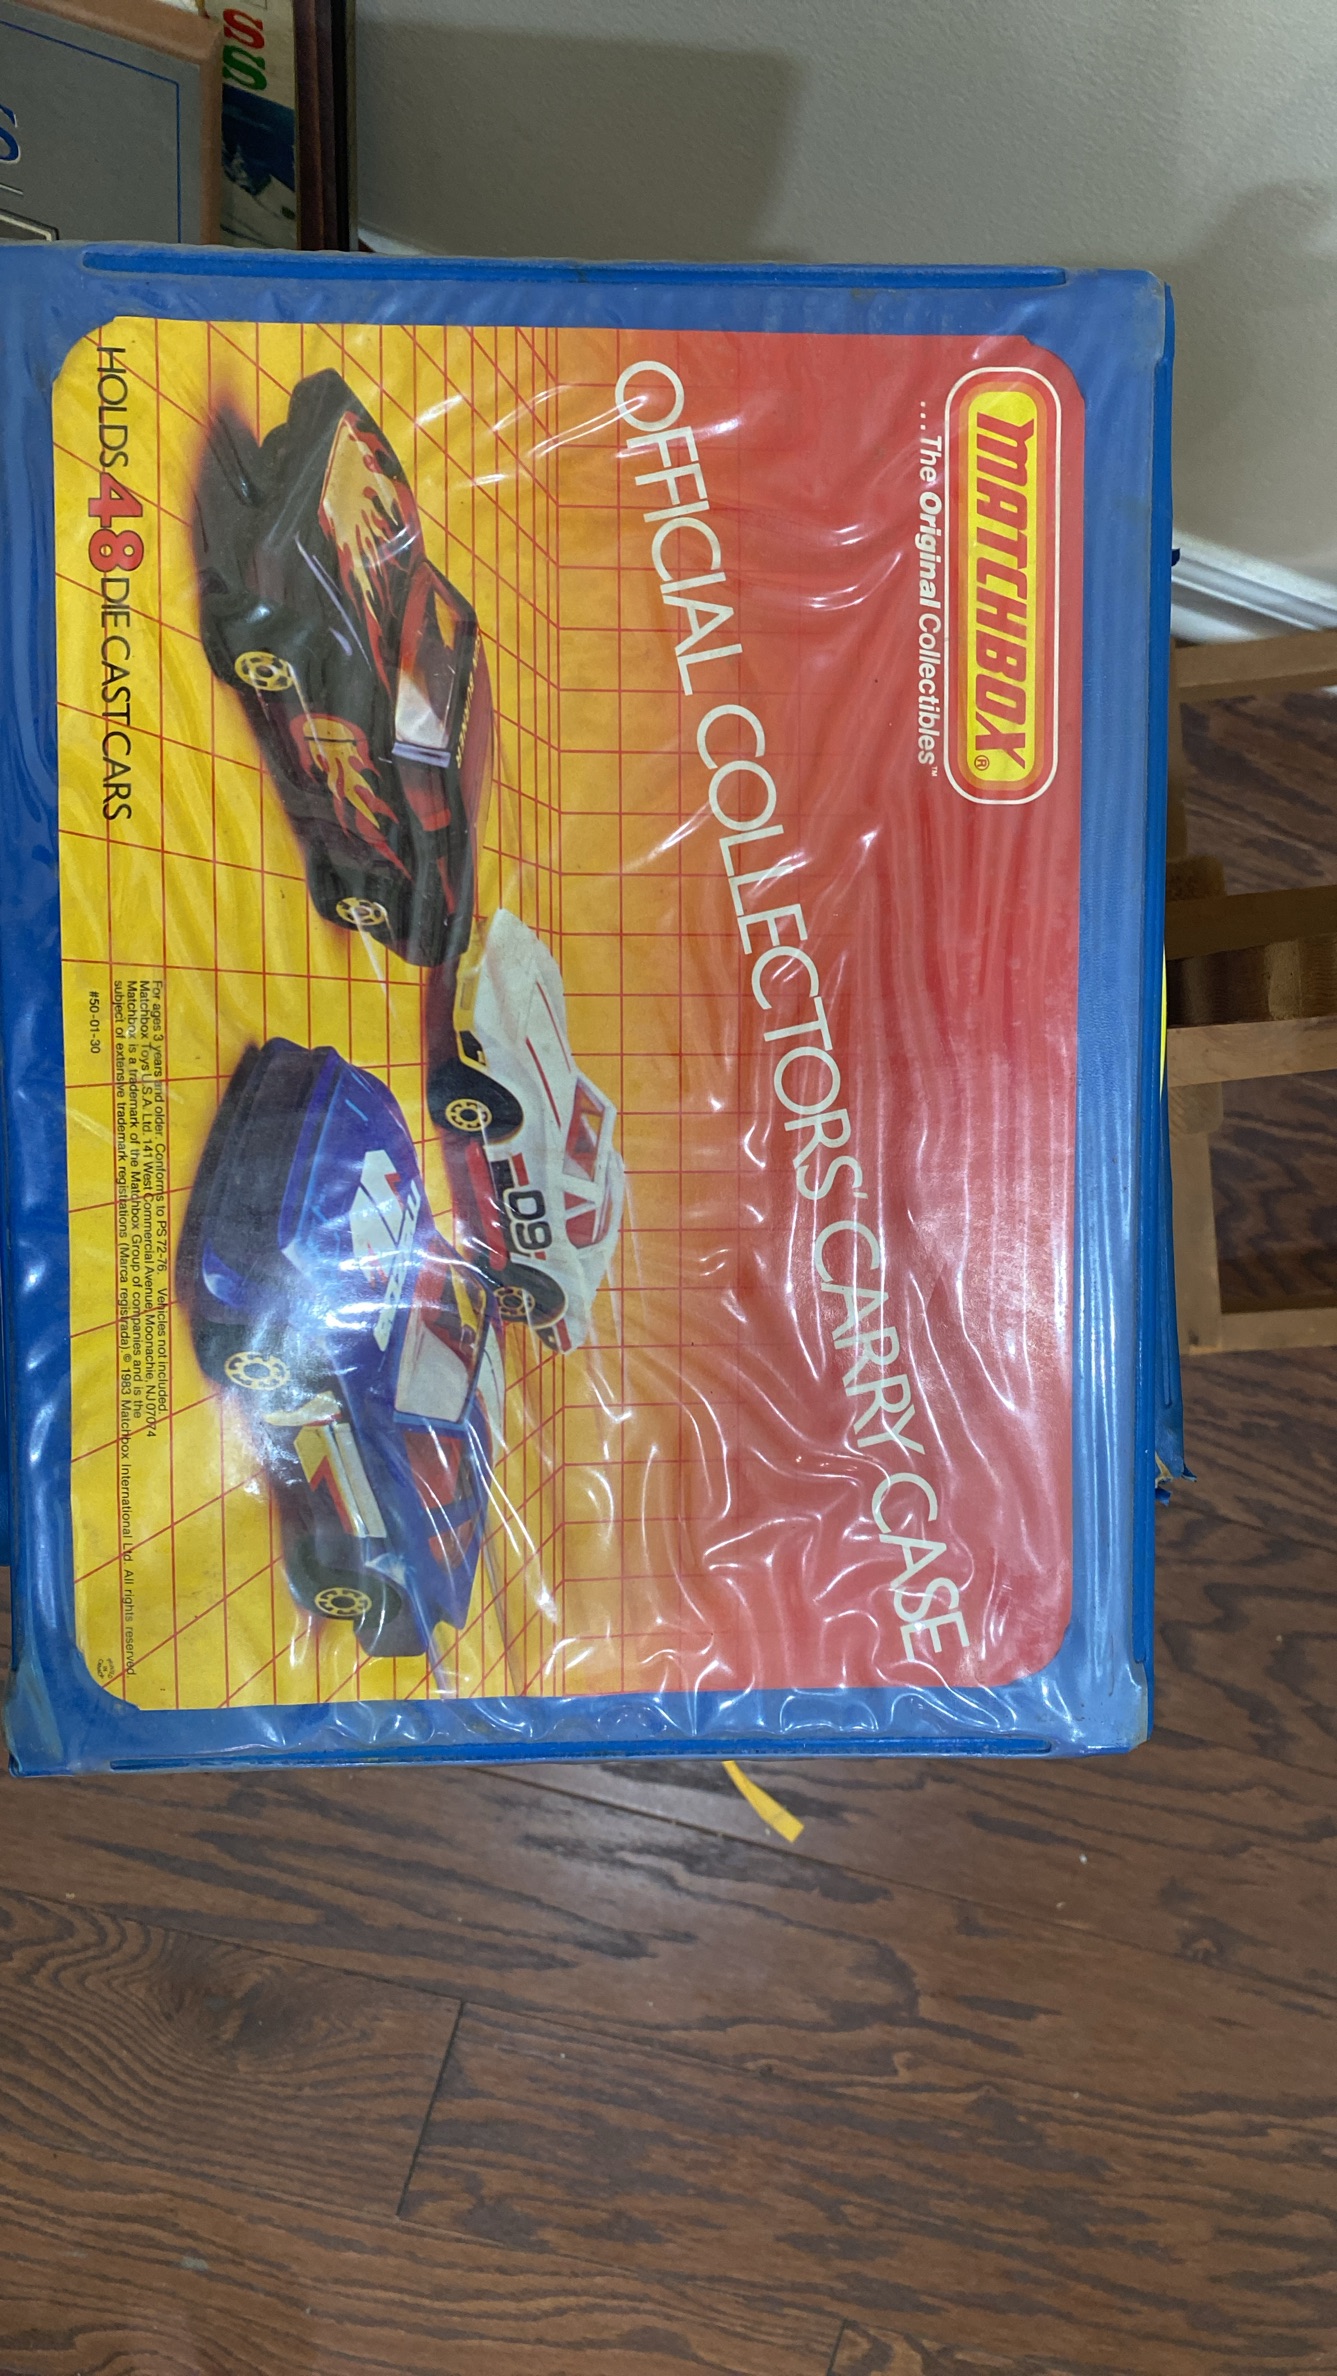 MATCHBOX®
...The Original Collectibles™
OFFICIAL COLLECTORS' CARRY CASE
09
HOLDS 48 DIE CAST CARS
For ages 3 years and older. Conforms to PS 72-76. Vehicles not included.
Matchbox Toys U.S.A. Ltd. 141 West Commercial Avenue, Moonachie, NJ 07074
Matchbox is a trademark of the Matchbox Group of companies and is the
subject of extensive trademark registrations (Marca registrada). © 1983 Matchbox International Ltd. All rights reserved.
#50-01-30